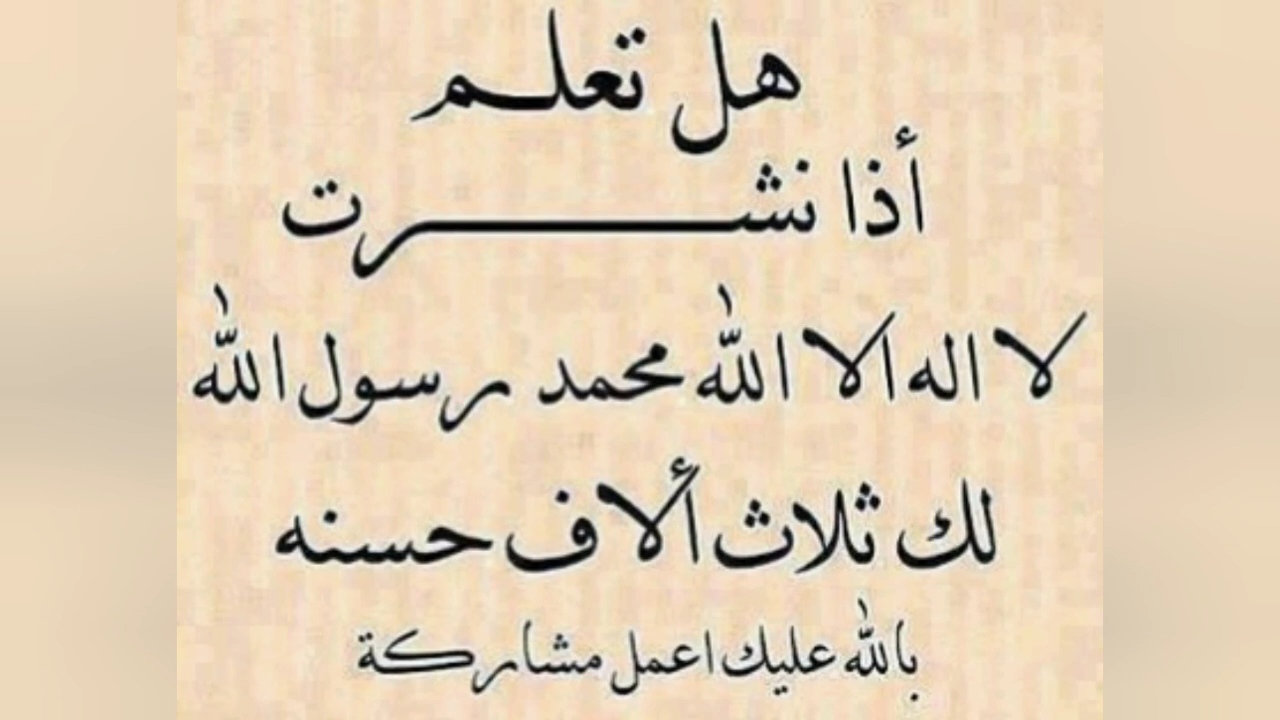 هل تعلم
أذا نشرت
لا اله الا الله محمد رسول الله
لك ثلاث ألاف حسنه
بالله عليك اعمل مشاركة